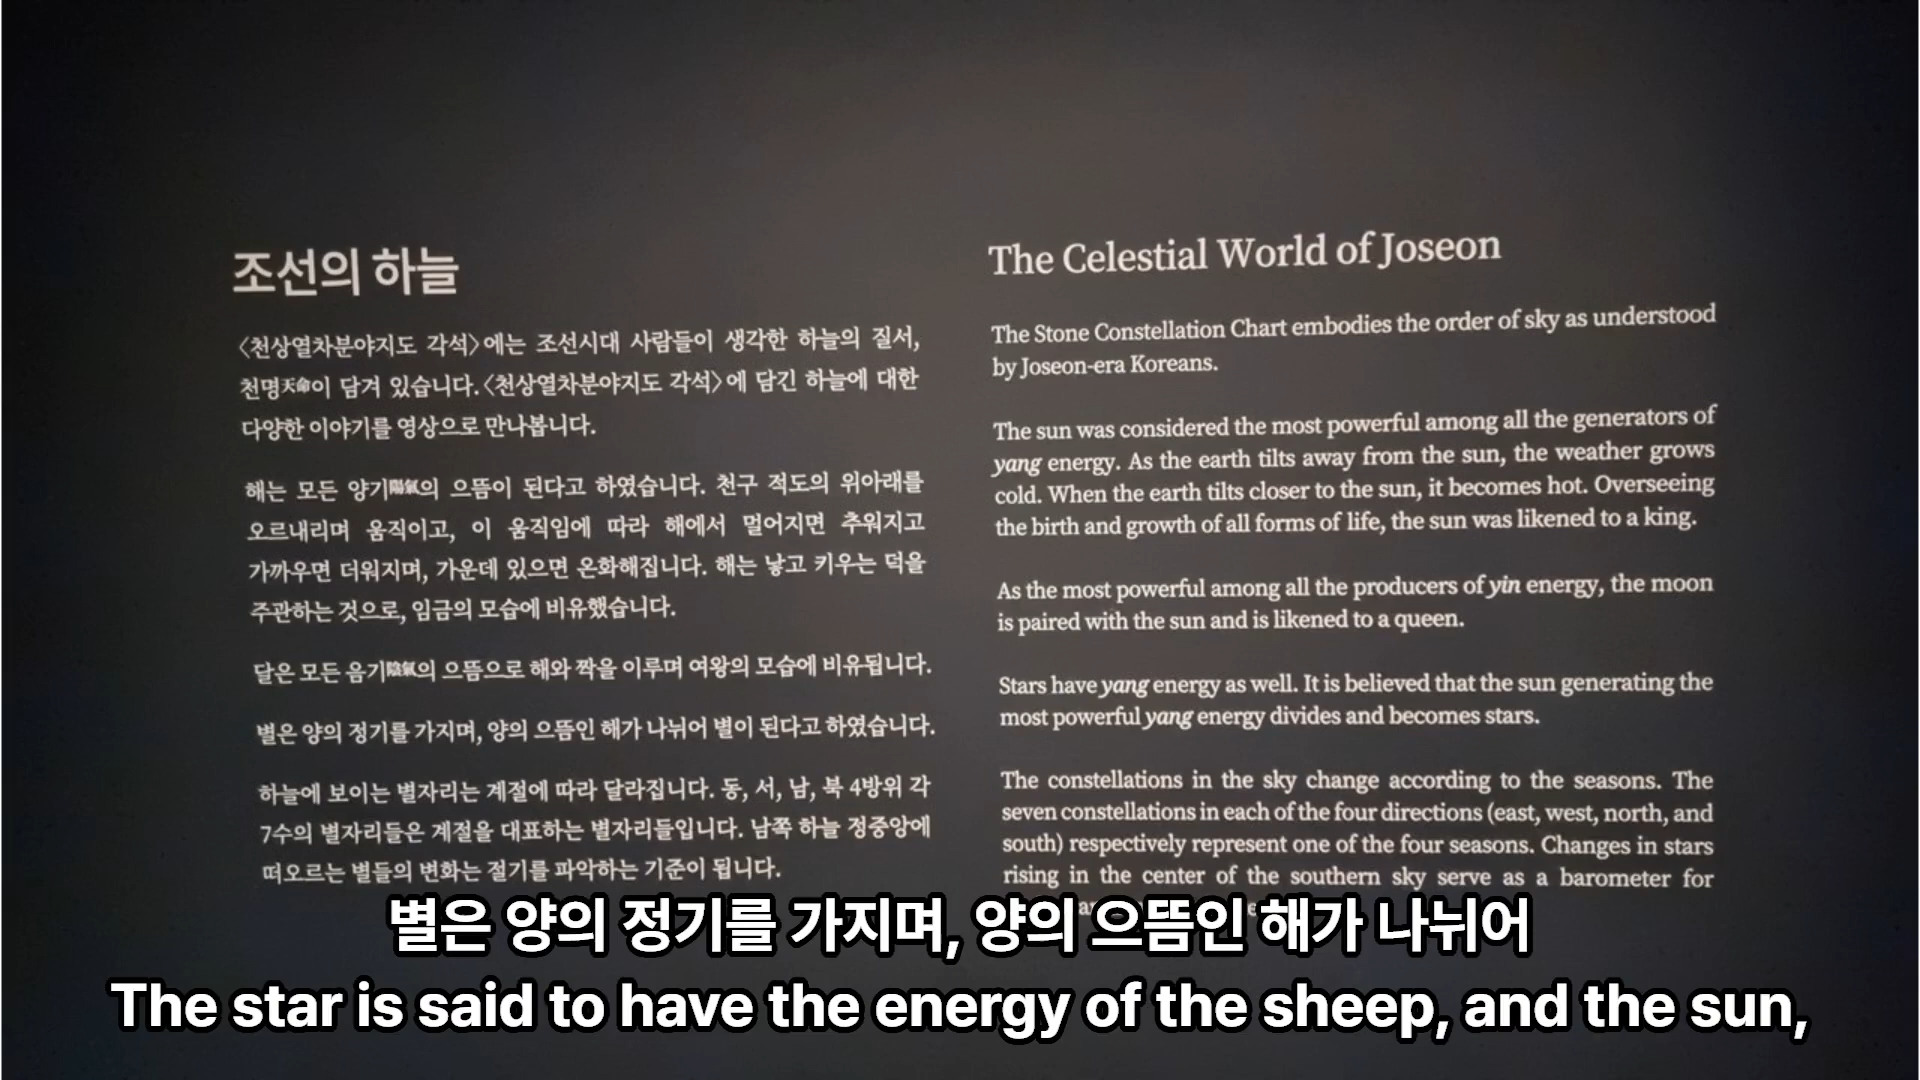 조선의 하늘
〈천상열차분야지도 각석〉에는 조선시대 사람들이 생각한 하늘의 질서,
천명天命이 담겨 있습니다. 〈천상열차분야지도 각석〉에 담긴 하늘에 대한
다양한 이야기를 영상으로 만나봅니다.
해는 모든 양기陽氣의 으뜸이 된다고 하였습니다. 천구 적도의 위아래를
오르내리며 움직이고, 이 움직임에 따라 해에서 멀어지면 추워지고
가까우면 더워지며, 가운데 있으면 온화해집니다. 해는 낳고 키우는 덕을
주관하는 것으로, 임금의 모습에 비유했습니다.
달은 모든 음기陰氣의 으뜸으로 해와 짝을 이루며 여왕의 모습에 비유됩니다.
별은 양의 정기를 가지며, 양의 으뜸인 해가 나뉘어 별이 된다고 하였습니다.
하늘에 보이는 별자리는 계절에 따라 달라집니다. 동, 서, 남, 북 4방위 각
7수의 별자리들은 계절을 대표하는 별자리들입니다. 남쪽 하늘 정중앙에
떠오르는 별들의 변화는 절기를 파악하는 기준이 됩니다.
The Celestial World of Joseon
The Stone Constellation Chart embodies the order of sky as understood
by Joseon-era Koreans.
The sun was considered the most powerful among all the generators of
yang energy. As the earth tilts away from the sun, the weather grows
cold. When the earth tilts closer to the sun, it becomes hot. Overseeing
the birth and growth of all forms of life, the sun was likened to a king.
As the most powerful among all the producers of yin energy, the moon
is paired with the sun and is likened to a queen.
Stars have yang energy as well. It is believed that the sun generating the
most powerful yang energy divides and becomes stars.
The constellations in the sky change according to the seasons. The
seven constellations in each of the four directions (east, west, north, and
south) respectively represent one of the four seasons. Changes in stars
rising in the center of the southern sky serve as a barometer for
별은 양의 정기를 가지며, 양의 으뜸인 해가 나뉘어
The star is said to have the energy of the sheep, and the sun,